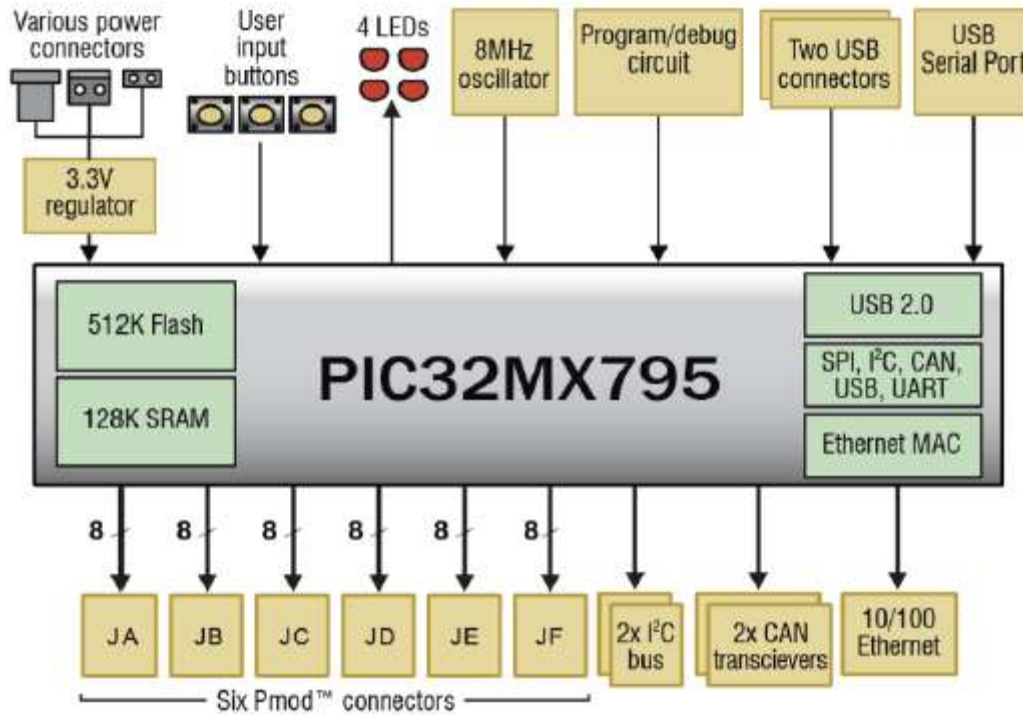 Various power
connectors
User
input
buttons
4 LEDs
8MHz
oscillator
Program/debug
circuit
Two USB
connectors
USB
Serial Port
3.3V
regulator
512K Flash
128K SRAM
PIC32MX795
USB 2.0
SPI, I²C, CAN,
USB, UART
Ethernet MAC
8
8
8
8
8
8
JA
JB
JC
JD
JE
JF
2x I²C
bus
2x CAN
transcievers
10/100
Ethernet
Six Pmod™ connectors